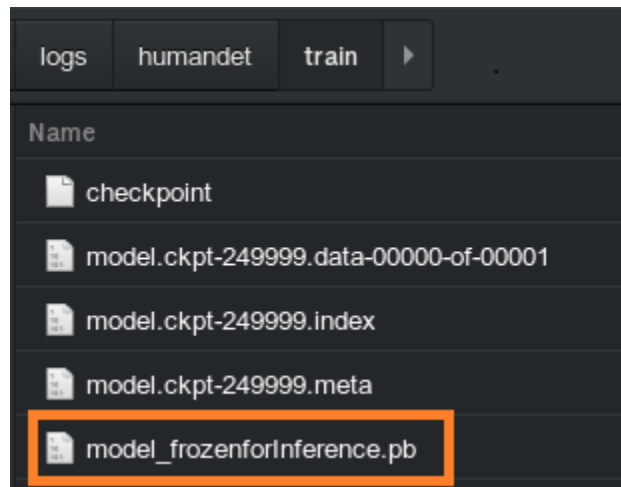 logs humandet train
Name
checkpoint
model.ckpt-249999.data-00000-of-00001
model.ckpt-249999.index
model.ckpt-249999.meta
model_frozenforInference.pb